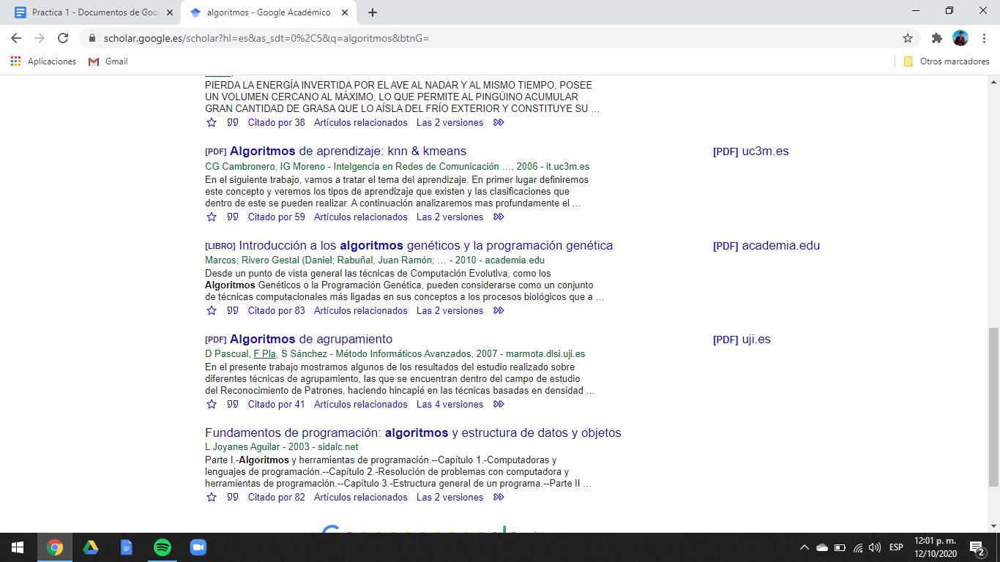 Practica 1 - Documentos de Goo
algoritmos - Google Académico
scholar.google.es/scholar?hl=es&as_sdt=0%2C5&q=algoritmos&btnG=
Aplicaciones
Gmail
Otros marcadores
PIERDA LA ENERGÍA INVERTIDA POR EL AVE AL NADAR Y AL MISMO TIEMPO, POSEE
UN VOLUMEN CERCANO AL MÁXIMO, LO QUE PERMITE AL PINGÜINO ACUMULAR
GRAN CANTIDAD DE GRASA QUE LO AÍSLA DEL FRÍO EXTERIOR Y CONSTITUYE SU …
Citado por 38 Artículos relacionados Las 2 versiones
[PDF] Algoritmos de aprendizaje: knn & kmeans
[PDF] uc3m.es
CG Cambronero, IG Moreno - Intelgencia en Redes de Comunicación …, 2006 - it.uc3m.es
En el siguiente trabajo, vamos a tratar el tema del aprendizaje. En primer lugar definiremos
este concepto y veremos los tipos de aprendizaje que existen y las clasificaciones que
dentro de este se pueden realizar. A continuación analizaremos mas profundamente el …
Citado por 59 Artículos relacionados Las 2 versiones
[LIBRO] Introducción a los algoritmos genéticos y la programación genética
[PDF] academia.edu
Marcos; Rivero Gestal (Daniel; Rabuñal, Juan Ramón; … - 2010 - academia.edu
Desde un punto de vista general las técnicas de Computación Evolutiva, como los
Algoritmos Genéticos o la Programación Genética, pueden considerarse como un conjunto
de técnicas computacionales más ligadas en sus conceptos a los procesos biológicos que a …
Citado por 83 Artículos relacionados Las 2 versiones
[PDF] Algoritmos de agrupamiento
[PDF] uji.es
D Pascual, F Pla, S Sánchez - Método Informáticos Avanzados, 2007 - marmota.dlsi.uji.es
En el presente trabajo mostramos algunos de los resultados del estudio realizado sobre
diferentes técnicas de agrupamiento, las que se encuentran dentro del campo de estudio
del Reconocimiento de Patrones, haciendo hincapié en las técnicas basadas en densidad …
Citado por 41 Artículos relacionados Las 4 versiones
Fundamentos de programación: algoritmos y estructura de datos y objetos
L Joyanes Aguilar - 2003 - sidalc.net
Parte I.-Algoritmos y herramientas de programación.--Capítulo 1.-Computadoras y
lenguajes de programación.--Capítulo 2.-Resolución de problemas con computadora y
herramientas de programación.--Capítulo 3.-Estructura general de un programa.--Parte II …
Citado por 82 Artículos relacionados Las 2 versiones
ESP
12:01 p. m.
12/10/2020
2